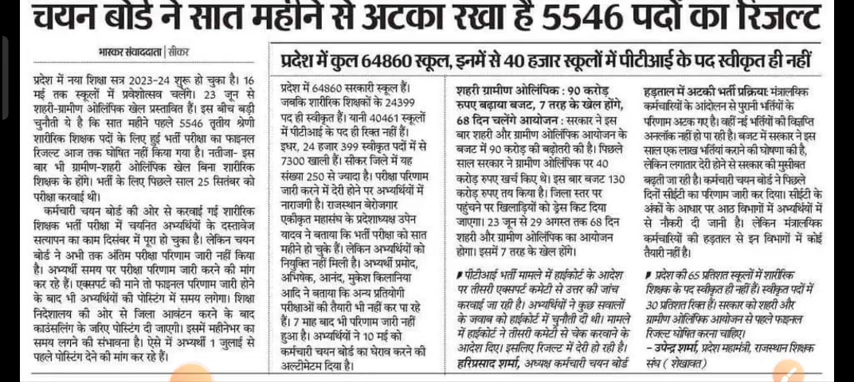 चयन बोर्ड ने सात महीने से अटका रखा है 5546 पदों का रिजल्ट
भास्कर संवाददाता | सीकर
प्रदेश में नया शिक्षा सत्र 2023-24 शुरू हो चुका है। 16
मई तक स्कूलों में प्रवेशोत्सव चलेंगे। 23 जून से
शहरी-ग्रामीण ओलिंपिक खेल प्रस्तावित हैं। इस बीच बड़ी
चुनौती ये है कि सात महीने पहले 5546 तृतीय श्रेणी
शारीरिक शिक्षक पदों के लिए हुई भर्ती परीक्षा का फाइनल
रिजल्ट आज तक घोषित नहीं किया गया है। नतीजा- इस
बार भी ग्रामीण-शहरी ओलिंपिक खेल बिना शारीरिक
शिक्षक के होंगे। भर्ती के लिए पिछले साल 25 सितंबर को
परीक्षा करवाई थी।
कर्मचारी चयन बोर्ड की ओर से करवाई गई शारीरिक
शिक्षक भर्ती परीक्षा में चयनित अभ्यर्थियों के दस्तावेज
सत्यापन का काम दिसंबर में पूरा हो चुका है। लेकिन चयन
बोर्ड ने अभी तक अंतिम परीक्षा परिणाम जारी नहीं किया
है। अभ्यर्थी समय पर परीक्षा परिणाम जारी करने की मांग
कर रहे हैं। एक्सपर्ट की माने तो फाइनल परिणाम जारी होने
के बाद भी अभ्यर्थियों की पोस्टिंग में समय लगेगा। शिक्षा
निदेशालय की ओर से जिला आवंटन करने के बाद
काउंसलिंग के जरिए पोस्टिंग दी जाएगी। इसमें महीनेभर का
समय लगने की संभावना है। ऐसे में अभ्यर्थी 1 जुलाई से
पहले पोस्टिंग देने की मांग कर रहे हैं।
प्रदेश में कुल 64860 स्कूल, इनमें से 40 हजार स्कूलों में पीटीआई के पद स्वीकृत ही नहीं
प्रदेश में 64860 सरकारी स्कूल हैं।
जबकि शारीरिक शिक्षकों के 24399
पद ही स्वीकृत हैं। यानी 40461 स्कूलों
में पीटीआई के पद ही रिक्त नहीं हैं।
इधर, 24 हजार 399 स्वीकृत पदों में से
7300 खाली हैं। सीकर जिले में यह
संख्या 250 से ज्यादा है। परीक्षा परिणाम
जारी करने में देरी होने पर अभ्यर्थियों में
नाराजगी है। राजस्थान बेरोजगार
एकीकृत महासंघ के प्रदेशाध्यक्ष उपेन
यादव ने बताया कि भर्ती परीक्षा को सात
महीने हो चुके हैं। लेकिन अभ्यर्थियों को
नियुक्ति नहीं मिली है। अभ्यर्थी प्रमोद,
अभिषेक, आनंद, मुकेश किलानिया
आदि ने बताया कि अन्य प्रतियोगी
परीक्षाओं की तैयारी भी नहीं कर पा रहे
हैं। 7 माह बाद भी परिणाम जारी नहीं
हुआ है। अभ्यर्थियों ने 10 मई को
कर्मचारी चयन बोर्ड का घेराव करने की
अल्टीमेटम दिया है।
शहरी ग्रामीण ओलिंपिक : 90 करोड़
रुपए बढ़ाया बजट, 7 तरह के खेल होंगे,
68 दिन चलेंगे आयोजन : सरकार ने इस
बार शहरी और ग्रामीण ओलिंपिक आयोजन के
बजट में 90 करोड़ की बढ़ोतरी की है। पिछले
साल सरकार ने ग्रामीण ओलिंपिक पर 40
करोड़ रुपए खर्च किए थे। इस बार बजट 130
करोड़ रुपए तय किया है। जिला स्तर पर
पहुंचने पर खिलाड़ियों को ड्रेस किट दिया
जाएगा। 23 जून से 29 अगस्त तक 68 दिन
शहरी और ग्रामीण ओलिंपिक का आयोजन
होगा। इसमें 7 तरह के खेल होंगे।
पीटीआई भर्ती मामले में हाईकोर्ट के आदेश
पर तीसरी एक्सपर्ट कमेटी से उत्तर की जांच
करवाई जा रही है। अभ्यर्थियों ने कुछ सवालों
के जवाब को हाईकोर्ट में चुनौती दी थी। मामले
में हाईकोर्ट ने तीसरी कमेटी से चेक करवाने के
आदेश दिए। इसलिए रिजल्ट में देरी हो रही है।
हरिप्रसाद शर्मा, अध्यक्ष कर्मचारी चयन बोर्ड
हड़ताल में अटकी भर्ती प्रक्रिया: मंत्रालयिक
कर्मचारियों के आंदोलन से पुरानी भर्तियों के
परिणाम अटक गए हैं। वहीं नई भर्तियों की विज्ञप्ति
अनलॉक नहीं हो पा रही है। बजट में सरकार ने इस
साल एक लाख भर्तियां कराने की घोषणा की है,
लेकिन लगातार देरी होने से सरकार की मुसीबत
बढ़ती जा रही है। कर्मचारी चयन बोर्ड ने पिछले
दिनों सीईटी का परिणाम जारी कर दिया। सीईटी के
अंकों के आधार पर आठ विभागों में अभ्यर्थियों में
से नौकरी दी जानी है। लेकिन मंत्रालयिक
कर्मचारियों की हड़ताल से इन विभागों में कोई
तैयारी नहीं है।
प्रदेश की 65 प्रतिशत स्कूलों में शारीरिक
शिक्षक के पद स्वीकृत ही नहीं हैं। स्वीकृत पदों में
30 प्रतिशत रिक्त हैं। सरकार को शहरी और
ग्रामीण ओलिंपिक आयोजन से पहले फाइनल
रिजल्ट घोषित करना चाहिए।
- उपेन्द्र शर्मा, प्रदेश महामंत्री, राजस्थान शिक्षक
संघ ( शेखावत)